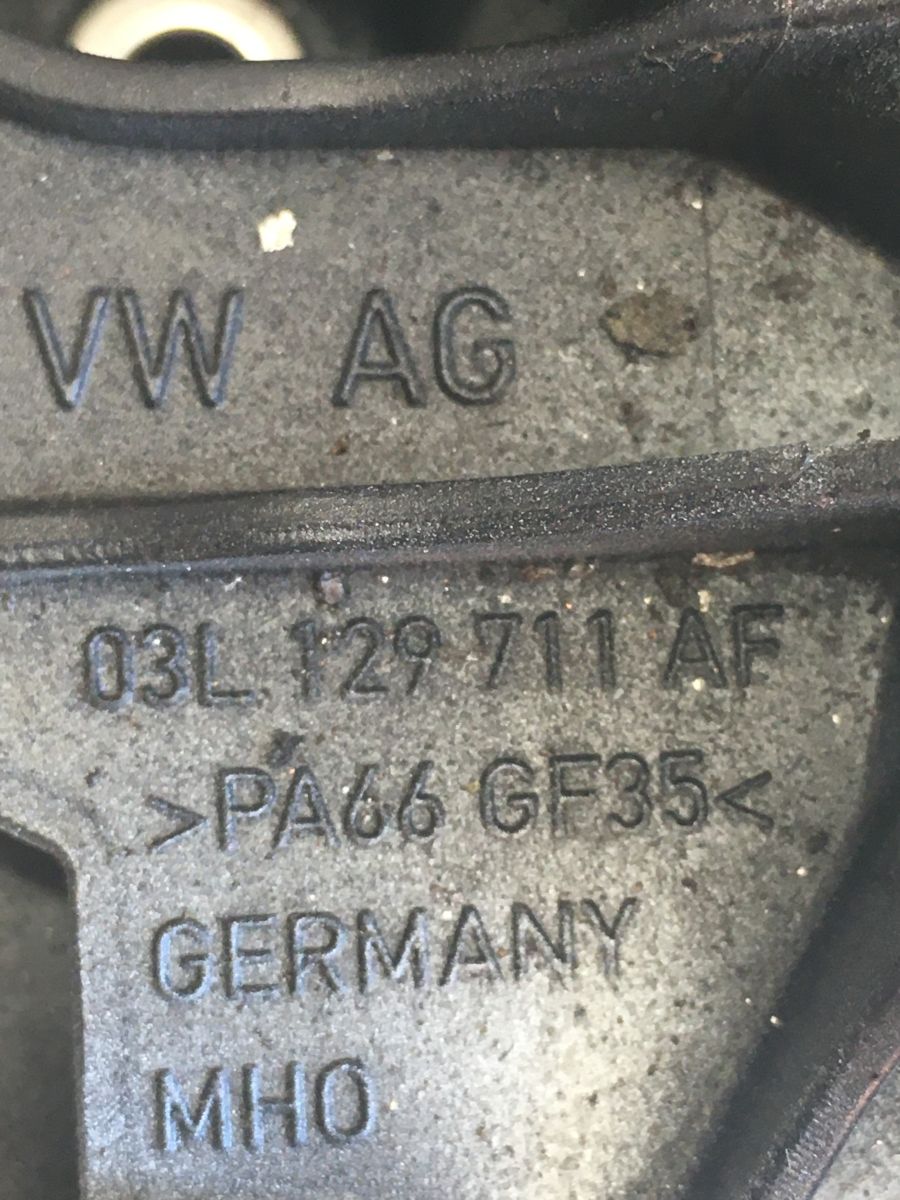 VW AG
03L 129 711 AF
>PA66 GF35<
GERMANY
MHO